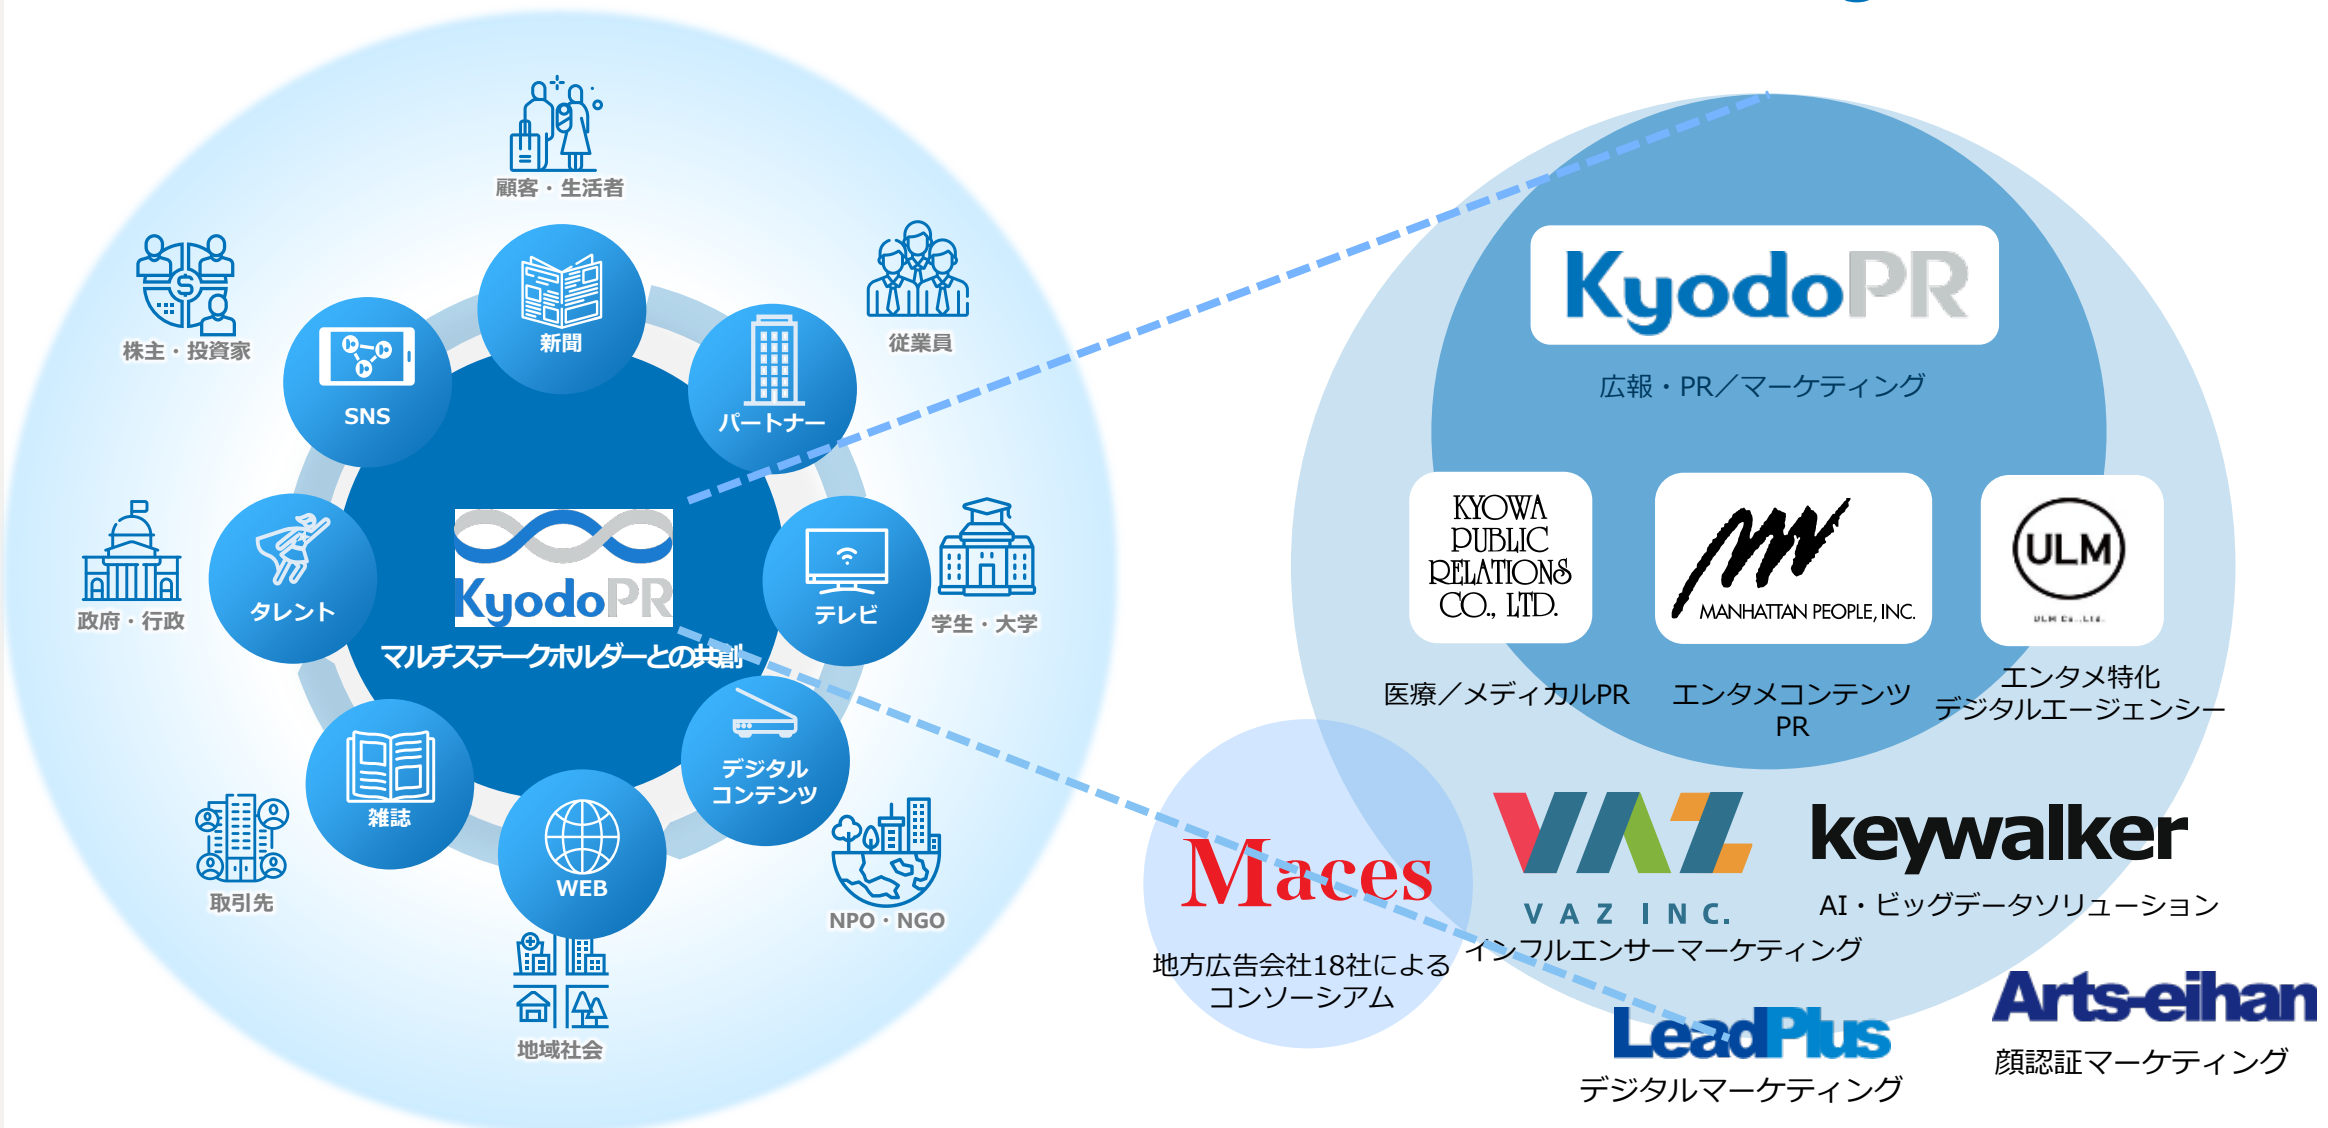 顧客・生活者
株主・投資家
従業員
新聞
SNS
パートナー
KyodoPR
マルチステークホルダーとの共創
政府・行政
タレント
テレビ
学生・大学
デジタル
コンテンツ
雑誌
WEB
取引先
NPO・NGO
地域社会
KyodoPR
広報・PR／マーケティング
KYOWA
PUBLIC
RELATIONS
CO., LTD.
医療／メディカルPR
MANHATTAN PEOPLE, INC.
エンタメコンテンツ
PR
ULM
ULM Co.,Ltd.
エンタメ特化
デジタルエージェンシー
Maces
地方広告会社18社による
コンソーシアム
VAZ
VAZ INC.
インフルエンサーマーケティング
keywalker
AI・ビッグデータソリューション
LeadPlus
デジタルマーケティング
Arts-eihan
顔認証マーケティング